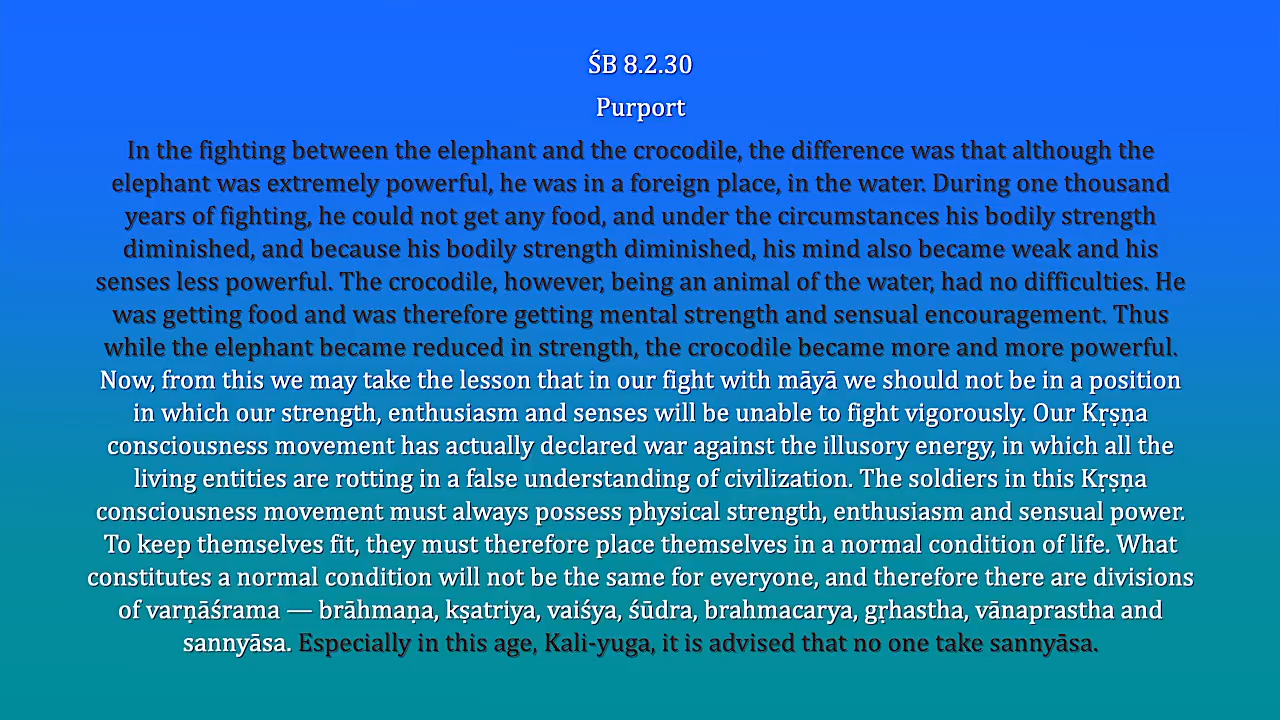 ŚB 8.2.30
Purport
In the fighting between the elephant and the crocodile, the difference was that although the
elephant was extremely powerful, he was in a foreign place, in the water. During one thousand
years of fighting, he could not get any food, and under the circumstances his bodily strength
diminished, and because his bodily strength diminished, his mind also became weak and his
senses less powerful. The crocodile, however, being an animal of the water, had no difficulties. He
was getting food and was therefore getting mental strength and sensual encouragement. Thus
while the elephant became reduced in strength, the crocodile became more and more powerful.
Now, from this we may take the lesson that in our fight with māyā we should not be in a position
in which our strength, enthusiasm and senses will be unable to fight vigorously. Our Kṛṣṇa
consciousness movement has actually declared war against the illusory energy, in which all the
living entities are rotting in a false understanding of civilization. The soldiers in this Kṛṣṇa
consciousness movement must always possess physical strength, enthusiasm and sensual power.
To keep themselves fit, they must therefore place themselves in a normal condition of life. What
constitutes a normal condition will not be the same for everyone, and therefore there are divisions
of varṇāśrama — brāhmaṇa, kṣatriya, vaiśya, śūdra, brahmacarya, gṛhastha, vānaprastha and
sannyāsa. Especially in this age, Kali-yuga, it is advised that no one take sannyāsa.